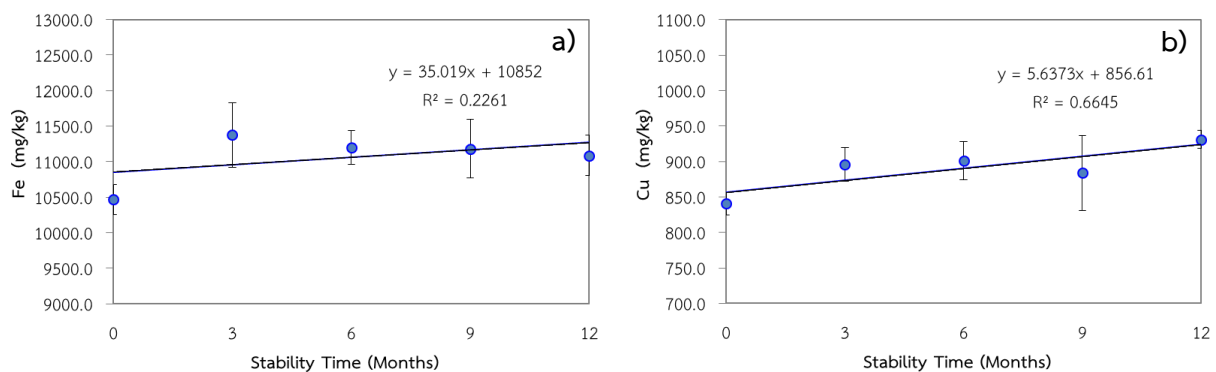 13000.0
12500.0
12000.0
11500.0
11000.0
10500.0
10000.0
9500.0
9000.0
Fe (mg/kg)
a)
y = 35.019x + 10852
R² = 0.2261
0 3 6 9 12
Stability Time (Months)
1100.0
1050.0
1000.0
950.0
900.0
850.0
800.0
750.0
700.0
Cu (mg/kg)
b)
y = 5.6373x + 856.61
R² = 0.6645
0 3 6 9 12
Stability Time (Months)